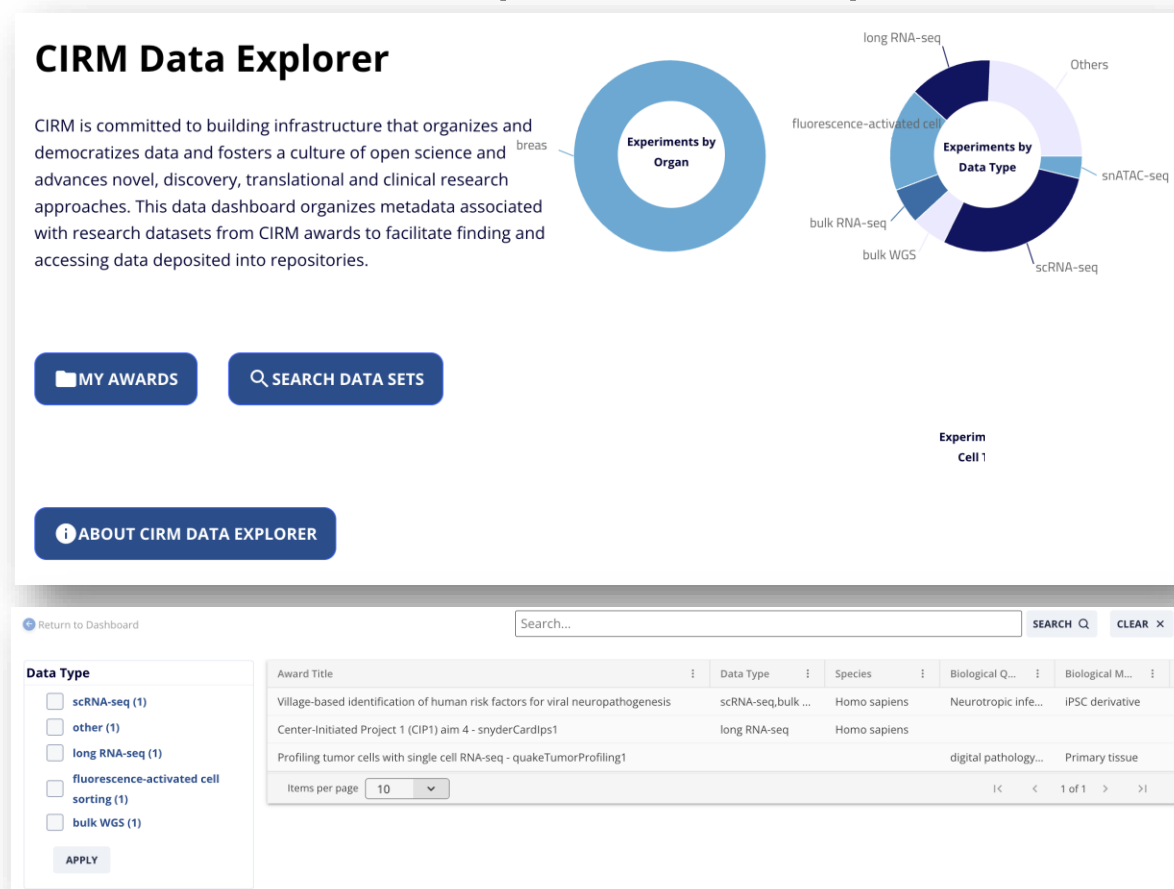 CIRM Data Explorer
CIRM is committed to building infrastructure that organizes and
democratizes data and fosters a culture of open science and
advances novel, discovery, translational and clinical research
approaches. This data dashboard organizes metadata associated
with research datasets from CIRM awards to facilitate finding and
accessing data deposited into repositories.
breas
Experiments by
Organ
long RNA-seq
Others
fluorescence-activated cell
Experiments by
Data Type
snATAC-seq
bulk RNA-seq
bulk WGS
scRNA-seq
MY AWARDS
SEARCH DATA SETS
Experim
Cell T
ABOUT CIRM DATA EXPLORER
Return to Dashboard
Search...
SEARCH
CLEAR ×
Data Type
scRNA-seq (1)
other (1)
long RNA-seq (1)
fluorescence-activated cell
sorting (1)
bulk WGS (1)
APPLY
Award Title Data Type Species Biological Q... Biological M...
Village-based identification of human risk factors for viral neuropathogenesis scRNA-seq,bulk ... Homo sapiens Neurotropic infe... iPSC derivative
Center-Initiated Project 1 (CIP1) aim 4 - snyderCardIps1 long RNA-seq Homo sapiens
Profiling tumor cells with single cell RNA-seq - quakeTumorProfiling1 digital pathology... Primary tissue
Items per page 10 1 of 1